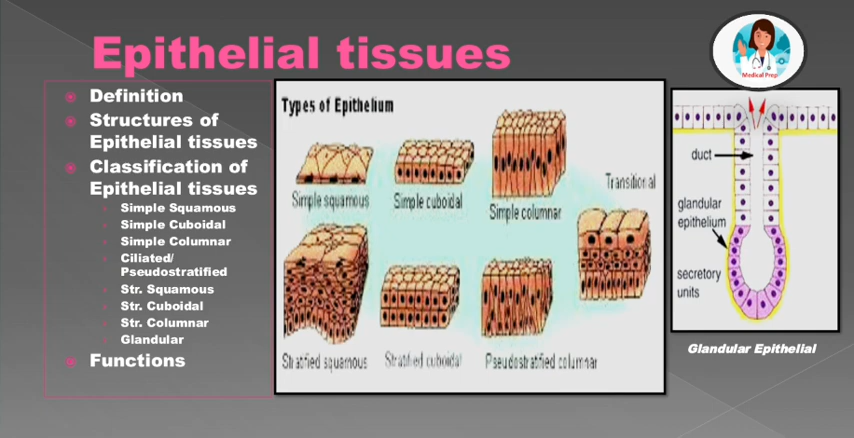 Epithelial tissues
Medical Prep
Definition
Structures of
Epithelial tissues
Classification of
Epithelial tissues
Simple Squamous
Simple Cuboidal
Simple Columnar
Ciliated/
Pseudostratified
Str. Squamous
Str. Cuboidal
Str. Columnar
Glandular
Functions
Types of Epithelium
Simple squamous
Simple cuboidal
Simple columnar
Transitional
Stratified squamous
Stratified cuboidal
Pseudostratified columnar
duct
glandular
epithelium
secretory
units
Glandular Epithelial